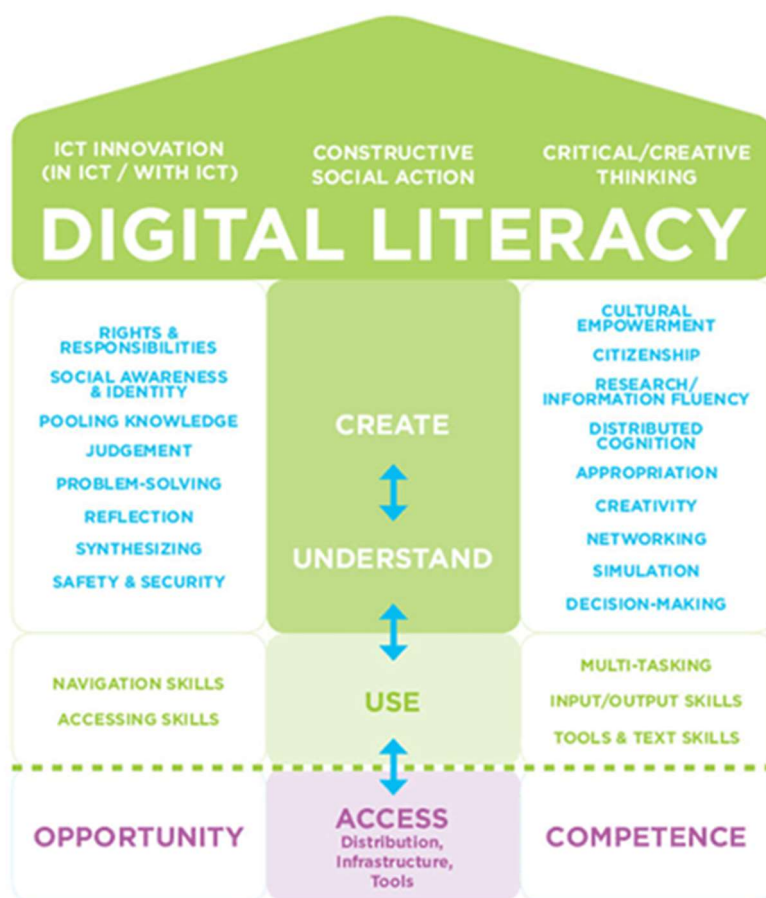 ICT INNOVATION
(IN ICT / WITH ICT)
CONSTRUCTIVE
SOCIAL ACTION
CRITICAL/CREATIVE
THINKING
DIGITAL LITERACY
RIGHTS &
RESPONSIBILITIES
SOCIAL AWARENESS
& IDENTITY
POOLING KNOWLEDGE
JUDGEMENT
PROBLEM-SOLVING
REFLECTION
SYNTHESIZING
SAFETY & SECURITY
CREATE
UNDERSTAND
CULTURAL
EMPOWERMENT
CITIZENSHIP
RESEARCH/
INFORMATION FLUENCY
DISTRIBUTED
COGNITION
APPROPRIATION
CREATIVITY
NETWORKING
SIMULATION
DECISION-MAKING
NAVIGATION SKILLS
ACCESSING SKILLS
USE
MULTI-TASKING
INPUT/OUTPUT SKILLS
TOOLS & TEXT SKILLS
OPPORTUNITY
ACCESS
Distribution,
Infrastructure,
Tools
COMPETENCE